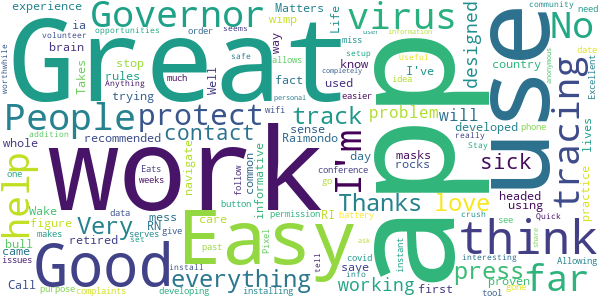 experience
Governor
Matters
virus
No
community
need
date
Excellent
ia
wimp
Life
volunteer
opportunities
order
way
miss
designed
worthwhile
brain
seems
setup
user
information
useful
anonymous
Great
app
use
Takes
stop
Well
safe
allows
know
country
tracing
rules
fact
I've
idea
Anything
much
used
easier
completely
personal
People
trying
protect
track
problem
will
developed
phone
addition
contact
wifi
sense
really
Stay
whole
recommended
Raimondo
lives
one
navigate
day
masks
sick
help
work
I'm
rocks
practice
Eats
weeks
common
follow
informative
conference
go
headed
using
Wake
button
Thanks
love
think
figure
data
permission
RI
battery
see
Quick
Very
RN
mess
care
Easy
bull
retired
makes
set
serves
give
past
Pixel
crush
share
came
issues
Good
everything
tell
covid
info
instant
ask
press
proven
far
Call
install
save
first
interesting
game
purpose
complaints
developing
installing
working
tool
Allowing